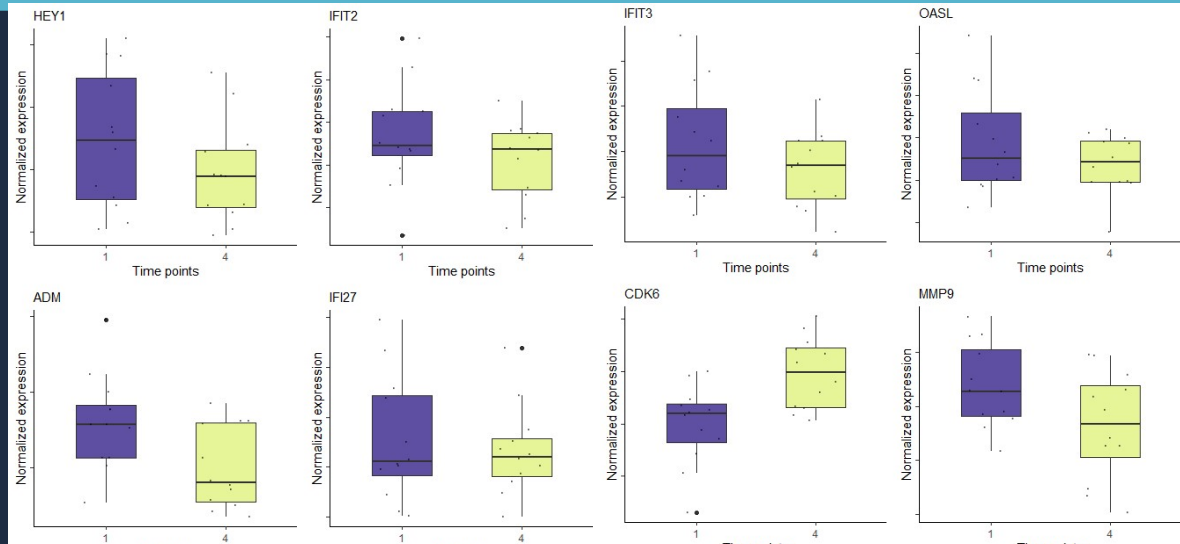 HEY1
Normalized expression
1 4
Time points
IFIT2
Normalized expression
1 4
Time points
IFIT3
Normalized expression
1 4
Time points
OASL
Normalized expression
1 4
Time points
ADM
Normalized expression
1 4
IFI27
Normalized expression
1 4
CDK6
Normalized expression
1 4
MMP9
Normalized expression
1 4